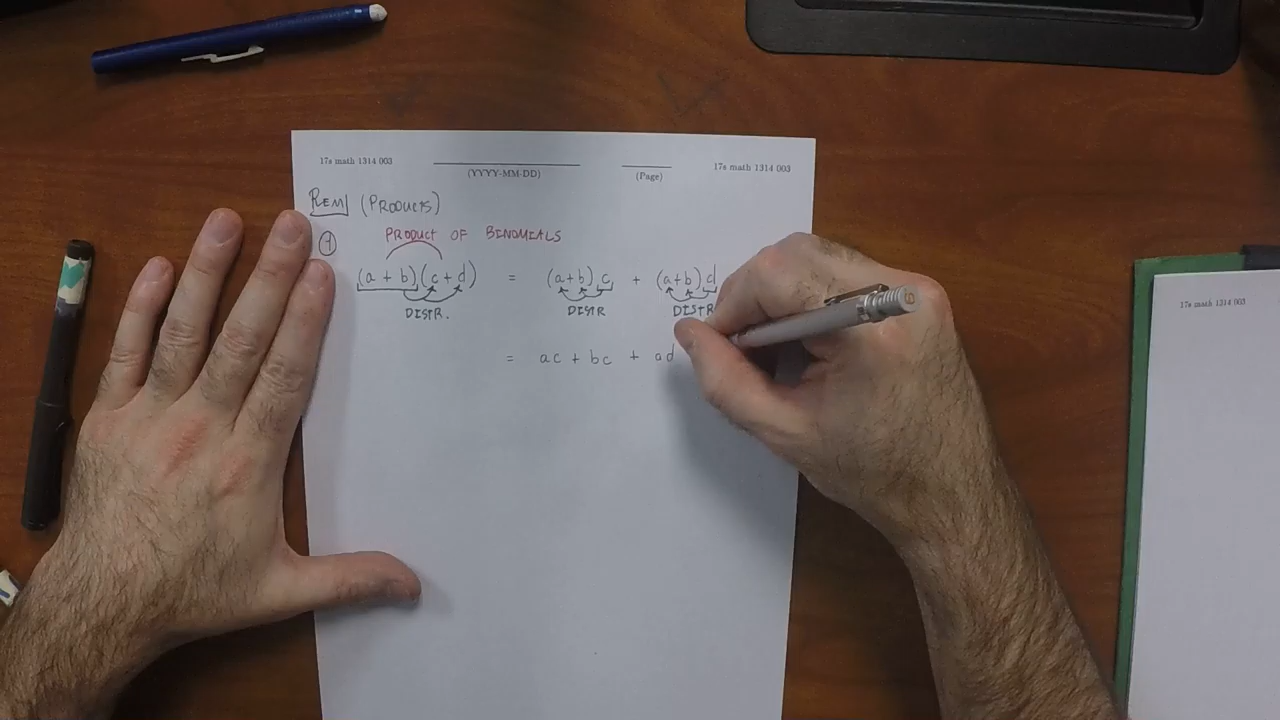 17s math 1314 003
(YYYY-MM-DD)
(Page)
17s math 1314 003
REM (PRODUCTS)
1 PRODUCT OF BINOMIALS
(a + b)(c + d) = (a+b) c + (a+b) d
DISTR. DISTR DISTR
= ac + bc + ad
17s math 1314 003